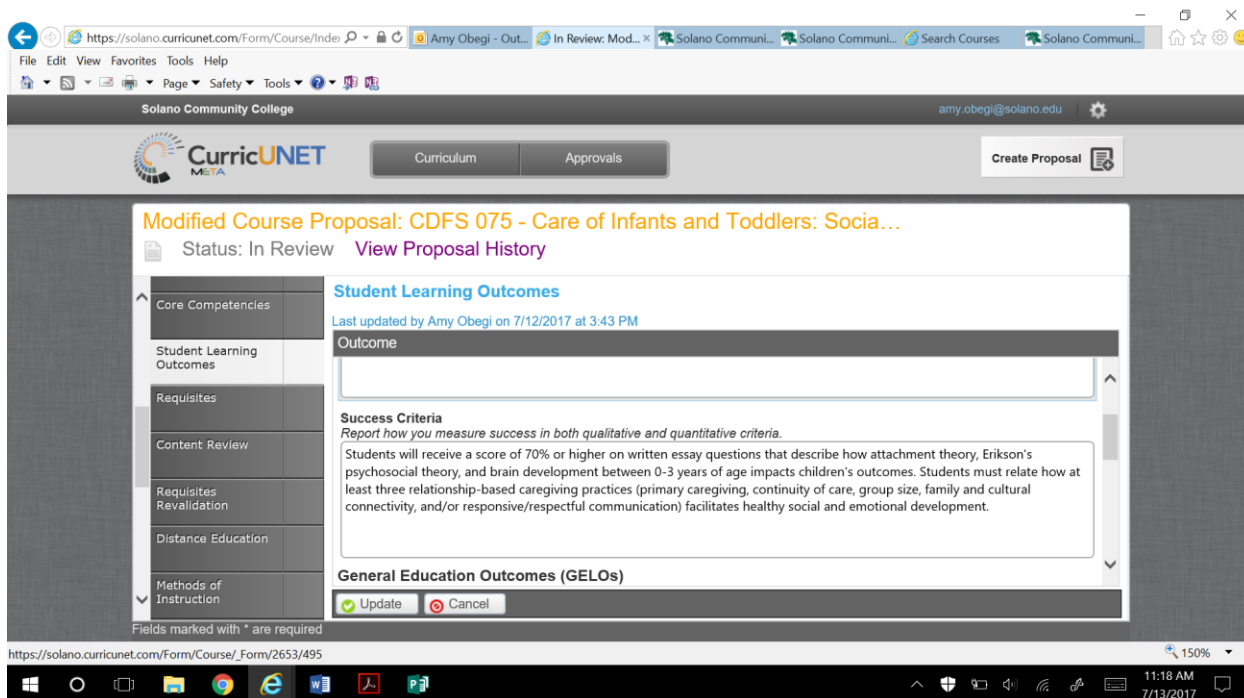 https://solano.curricunet.com/Form/Course/Inde
Amy Obegi - Out...
In Review: Mod...
Solano Communi...
Solano Communi...
Search Courses
Solano Communi...
File Edit View Favorites Tools Help
Page Safety Tools
Solano Community College
amy.obegi@solano.edu
CurricUNET
META
Curriculum
Approvals
Create Proposal
Modified Course Proposal: CDFS 075 - Care of Infants and Toddlers: Socia...
Status: In Review View Proposal History
Core Competencies
Student Learning
Outcomes
Requisites
Content Review
Requisites
Revalidation
Distance Education
Methods of
Instruction
Student Learning Outcomes
Last updated by Amy Obegi on 7/12/2017 at 3:43 PM
Outcome
Success Criteria
Report how you measure success in both qualitative and quantitative criteria.
Students will receive a score of 70% or higher on written essay questions that describe how attachment theory, Erikson's
psychosocial theory, and brain development between 0-3 years of age impacts children's outcomes. Students must relate how at
least three relationship-based caregiving practices (primary caregiving, continuity of care, group size, family and cultural
connectivity, and/or responsive/respectful communication) facilitates healthy social and emotional development.
General Education Outcomes (GELOs)
Update
Cancel
Fields marked with * are required
https://solano.curricunet.com/Form/Course/_Form/2653/495
150%
11:18 AM
7/13/2017